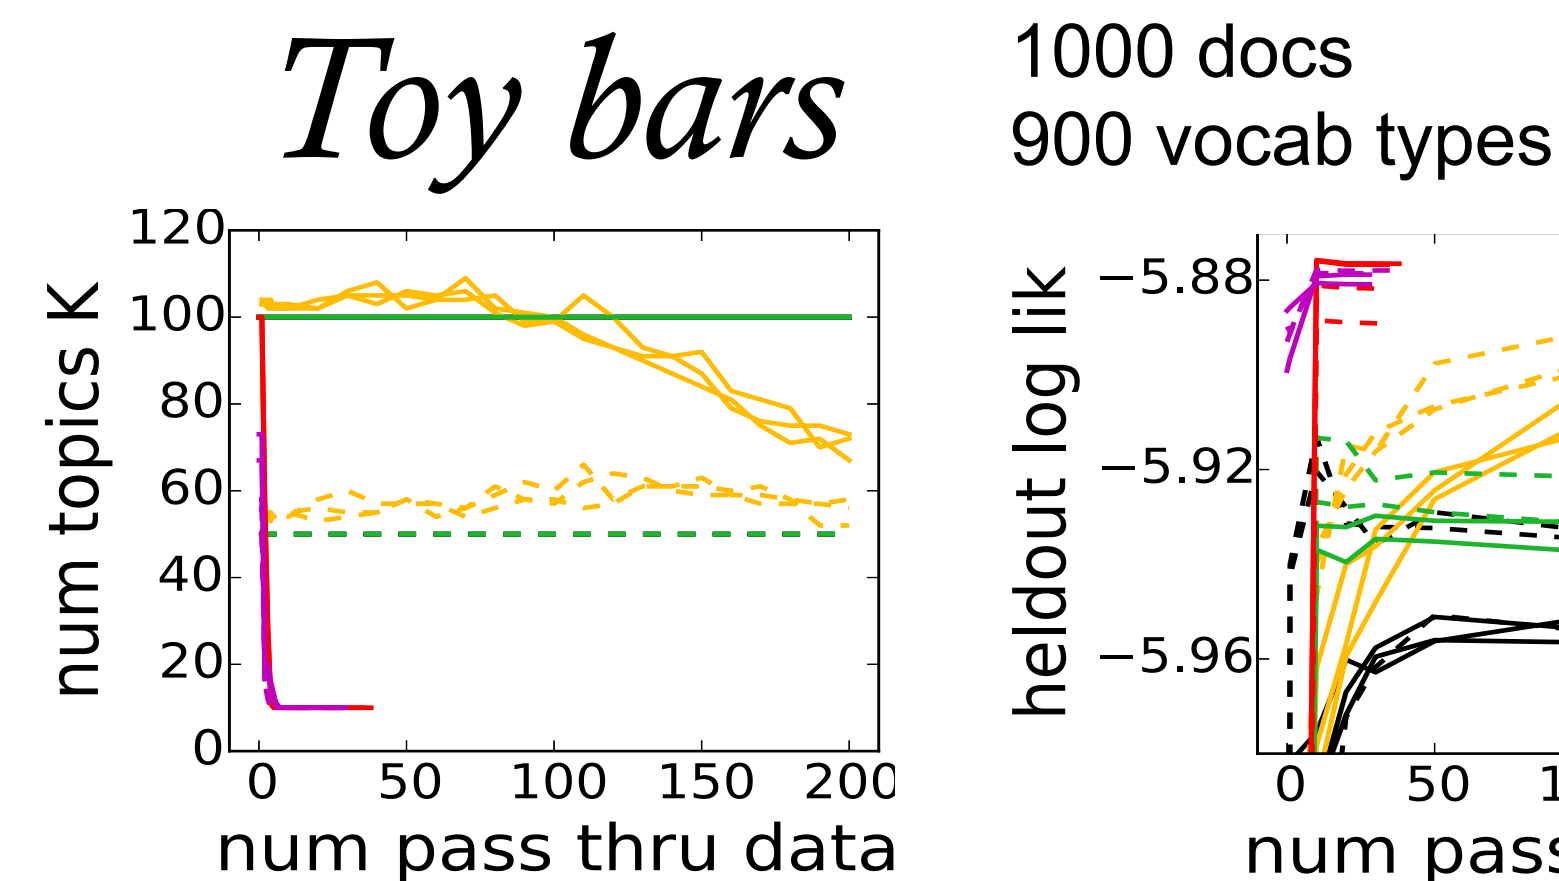 Toy bars
1000 docs
900 vocab types
num topics K
120
100
80
60
40
20
0
0 50 100 150 200
num pass thru data
heldout log lik
−5.88
−5.92
−5.96
0 50 1
num pass